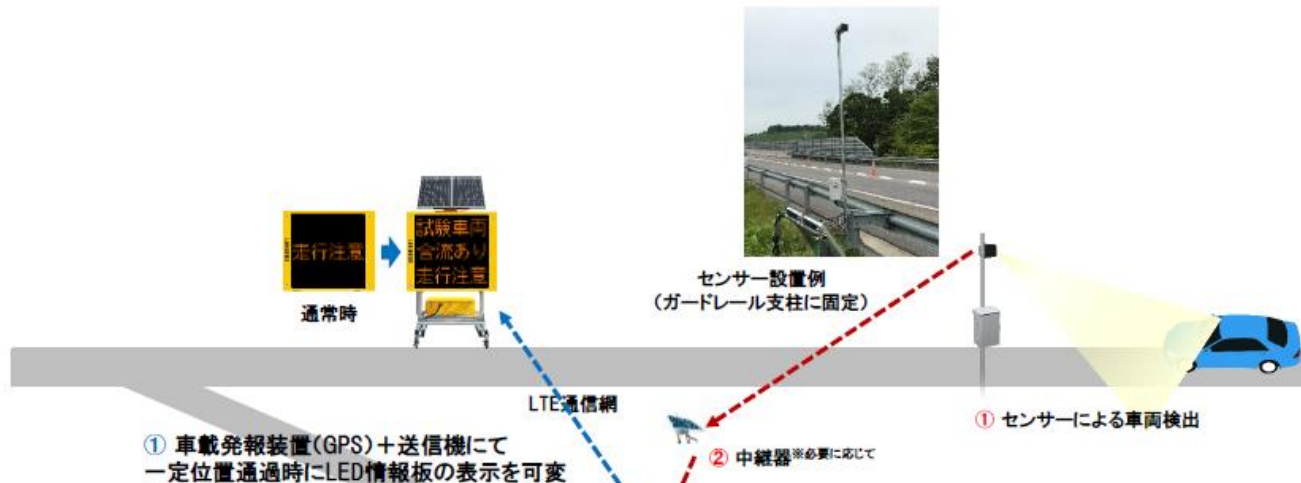 走行注意
試験車両
合流あり
走行注意
通常時
センサー設置例
（ガードレール支柱に固定）
LTE通信網
① センサーによる車両検出
① 車載発報装置(GPS)＋送信機にて
一定位置通過時にLED情報板の表示を可変
② 中継器※必要に応じて